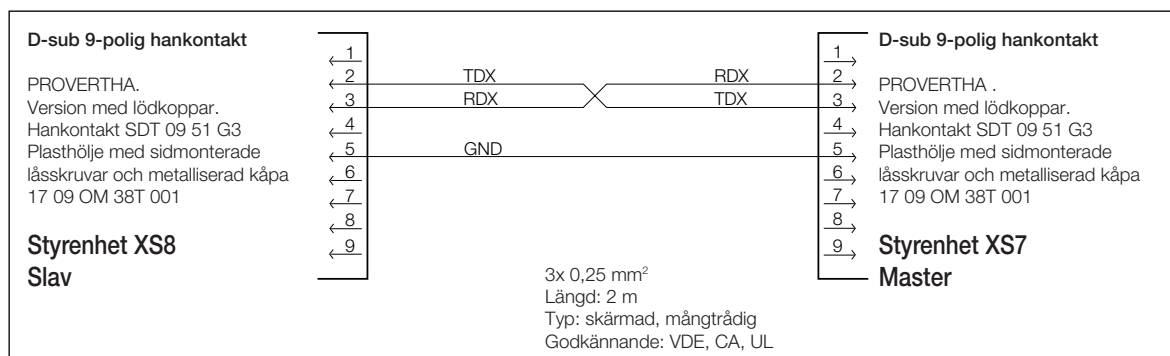 D-sub 9-polig hankontakt
PROVERTHA.
Version med lödkoppar.
Hankontakt SDT 09 51 G3
Plasthölje med sidmonterade
låsskruvar och metalliserad kåpa
17 09 OM 38T 001
Styrenhet XS8
Slav
1
2
3
4
5
6
7
8
9
TDX
RDX
RDX
TDX
GND
3x 0,25 mm²
Längd: 2 m
Typ: skärmad, mångtrådig
Godkännande: VDE, CA, UL
1
2
3
4
5
6
7
8
9
D-sub 9-polig hankontakt
PROVERTHA .
Version med lödkoppar.
Hankontakt SDT 09 51 G3
Plasthölje med sidmonterade
låsskruvar och metalliserad kåpa
17 09 OM 38T 001
Styrenhet XS7
Master